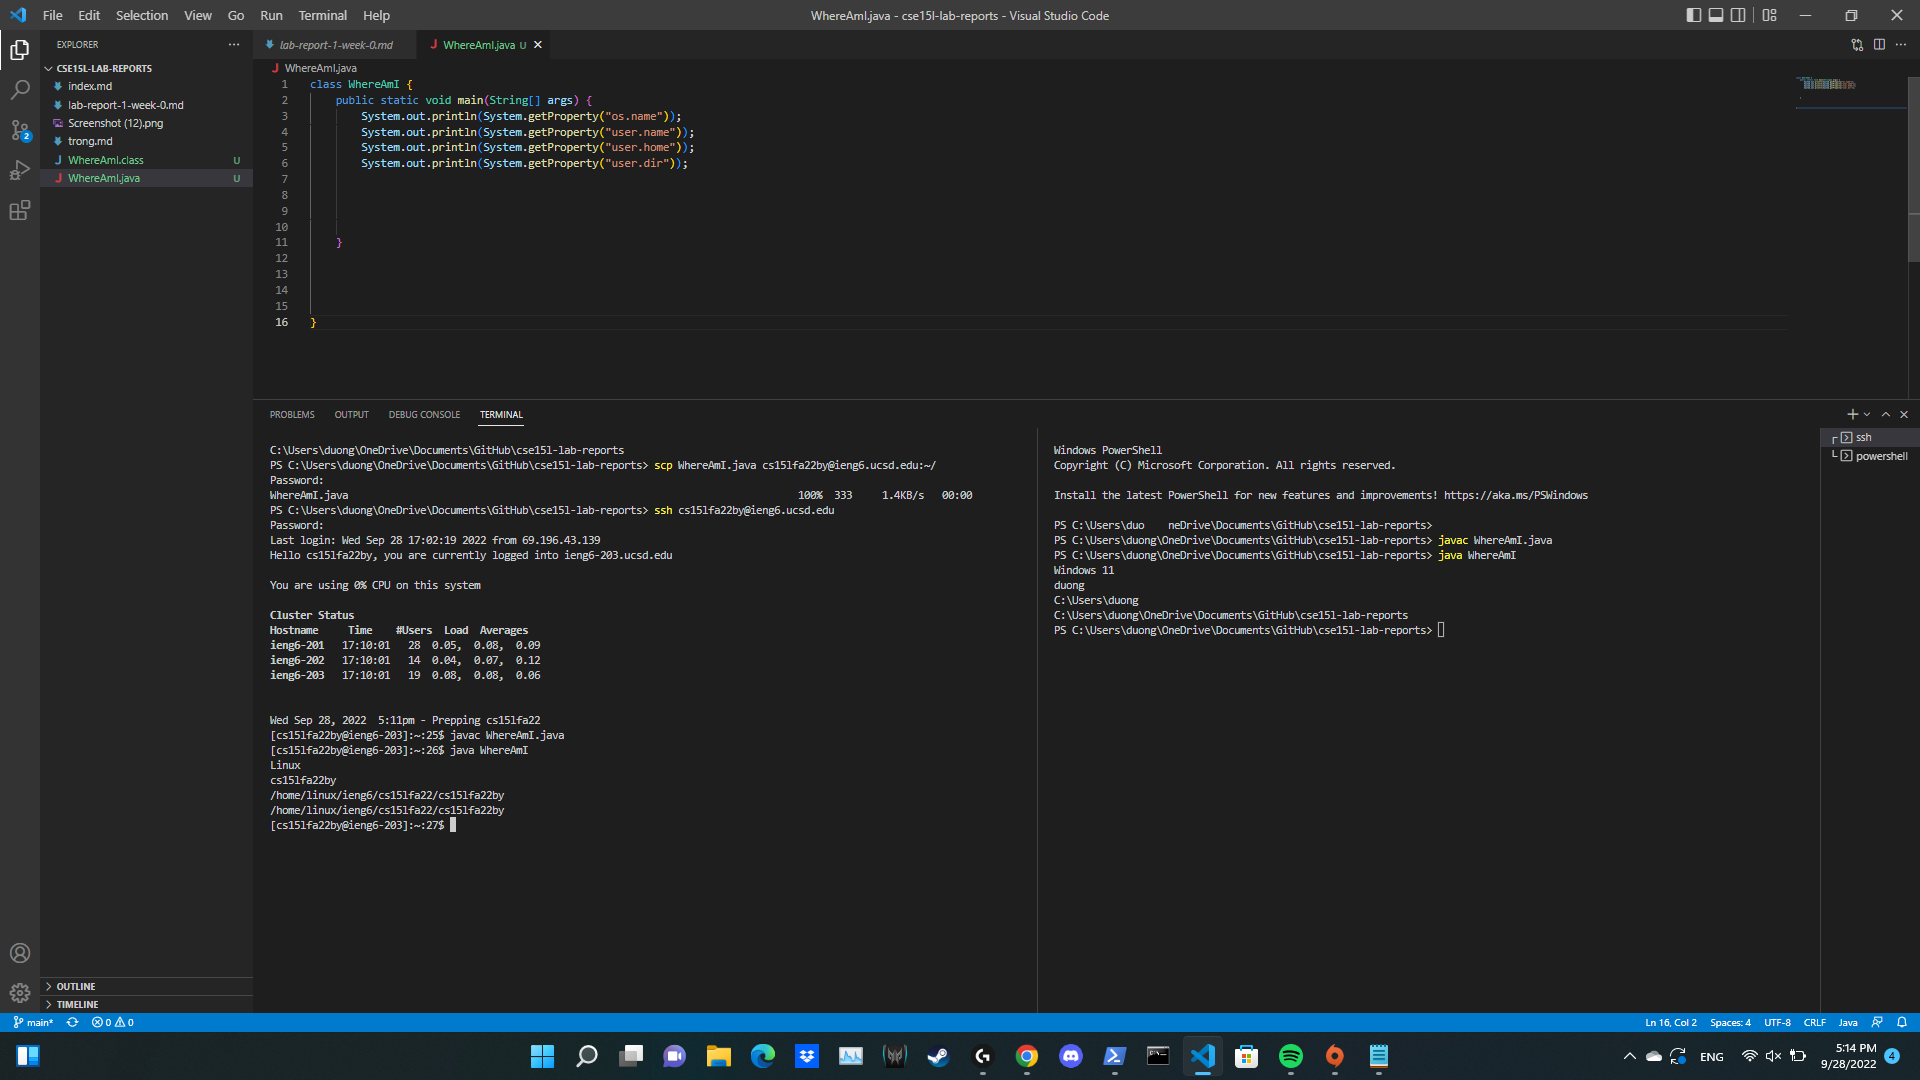 File Edit Selection View Go Run Terminal Help
WhereAmI.java - cse15l-lab-reports - Visual Studio Code
EXPLORER
CSE15L-LAB-REPORTS
index.md
lab-report-1-week-0.md
Screenshot (12).png
trong.md
WhereAmI.class U
WhereAmI.java U
2
OUTLINE
TIMELINE
lab-report-1-week-0.md
WhereAmI.java U
WhereAmI.java
1 class WhereAmI {
2 public static void main(String[] args) {
3 System.out.println(System.getProperty("os.name"));
4 System.out.println(System.getProperty("user.name"));
5 System.out.println(System.getProperty("user.home"));
6 System.out.println(System.getProperty("user.dir"));
7
8
9
10
11 }
12
13
14
15
16 }
PROBLEMS OUTPUT DEBUG CONSOLE TERMINAL
C:\Users\duong\OneDrive\Documents\GitHub\cse15l-lab-reports
PS C:\Users\duong\OneDrive\Documents\GitHub\cse15l-lab-reports> scp WhereAmI.java cs15lfa22by@ieng6.ucsd.edu:~/
Password:
WhereAmI.java 100% 333 1.4KB/s 00:00
PS C:\Users\duong\OneDrive\Documents\GitHub\cse15l-lab-reports> ssh cs15lfa22by@ieng6.ucsd.edu
Password:
Last login: Wed Sep 28 17:02:19 2022 from 69.196.43.139
Hello cs15lfa22by, you are currently logged into ieng6-203.ucsd.edu
You are using 0% CPU on this system
Cluster Status
Hostname Time #Users Load Averages
ieng6-201 17:10:01 28 0.05, 0.08, 0.09
ieng6-202 17:10:01 14 0.04, 0.07, 0.12
ieng6-203 17:10:01 19 0.08, 0.08, 0.06
Wed Sep 28, 2022 5:11pm - Prepping cs15lfa22
[cs15lfa22by@ieng6-203]:~:25$ javac WhereAmI.java
[cs15lfa22by@ieng6-203]:~:26$ java WhereAmI
Linux
cs15lfa22by
/home/linux/ieng6/cs15lfa22/cs15lfa22by
/home/linux/ieng6/cs15lfa22/cs15lfa22by
[cs15lfa22by@ieng6-203]:~:27$
Windows PowerShell
Copyright (C) Microsoft Corporation. All rights reserved.
Install the latest PowerShell for new features and improvements! https://aka.ms/PSWindows
PS C:\Users\duo neDrive\Documents\GitHub\cse15l-lab-reports>
PS C:\Users\duong\OneDrive\Documents\GitHub\cse15l-lab-reports> javac WhereAmI.java
PS C:\Users\duong\OneDrive\Documents\GitHub\cse15l-lab-reports> java WhereAmI
Windows 11
duong
C:\Users\duong
C:\Users\duong\OneDrive\Documents\GitHub\cse15l-lab-reports
PS C:\Users\duong\OneDrive\Documents\GitHub\cse15l-lab-reports>
ssh
powershell
main* 0 0
Ln 16, Col 2 Spaces: 4 UTF-8 CRLF Java
ENG
5:14 PM
9/28/2022
4